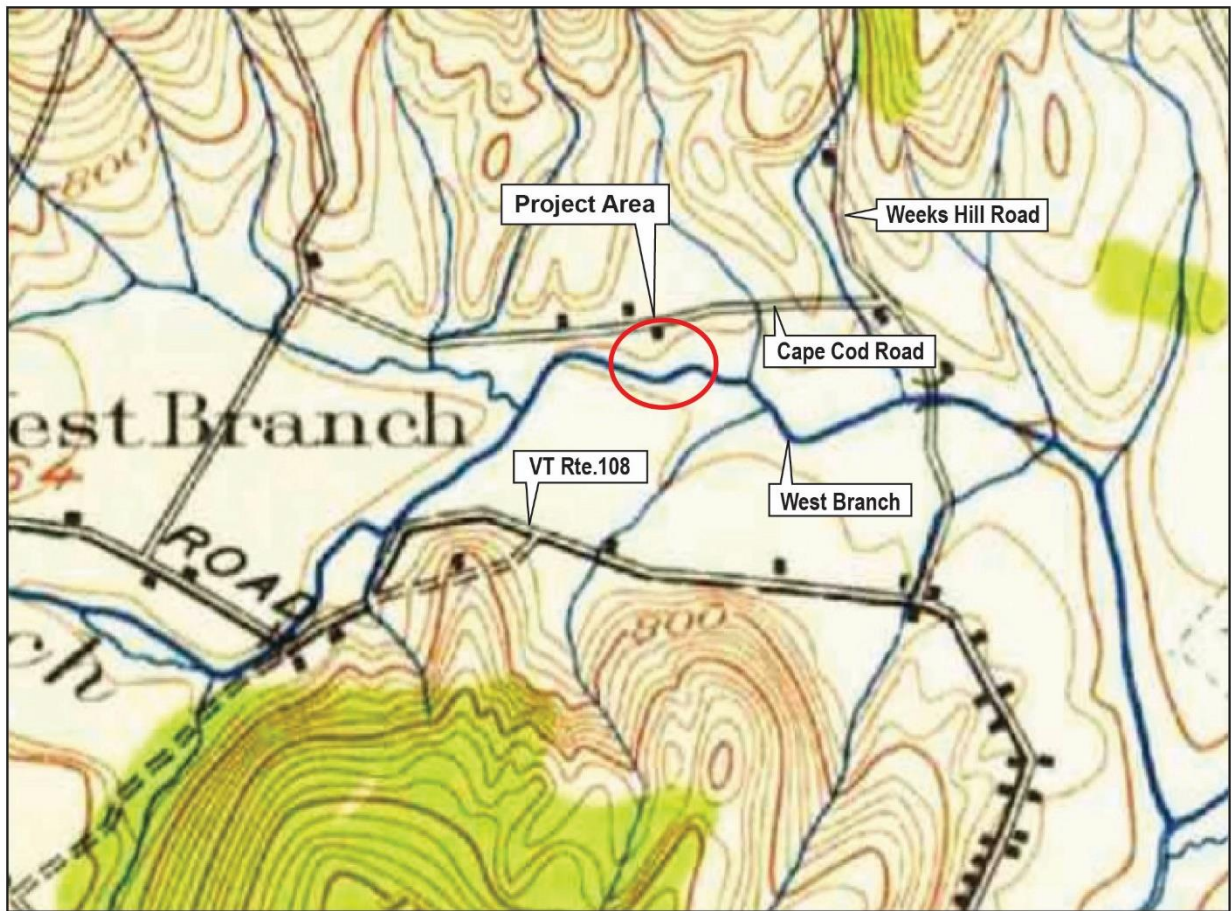 800
Project Area
Weeks Hill Road
Cape Cod Road
est Branch
64
VT Rte.108
West Branch
ROAD
800
ch